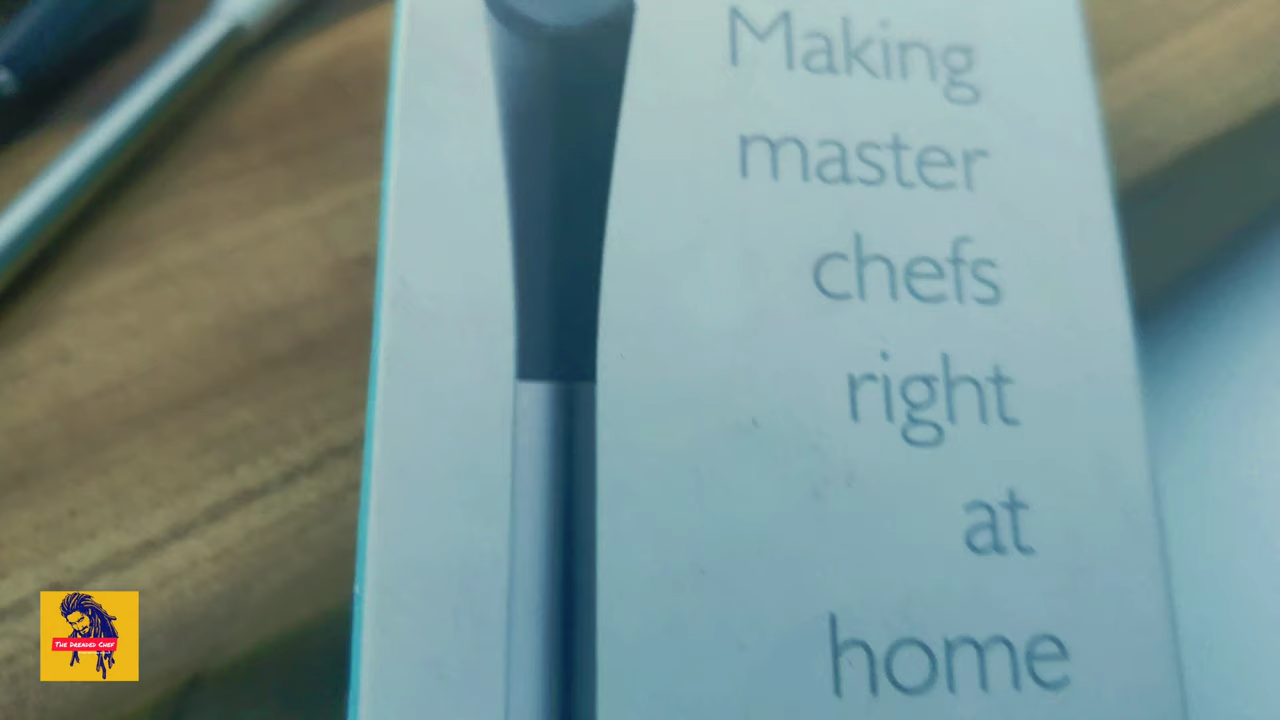 Making
master
chefs
right
at
home
The Dreaded Chef